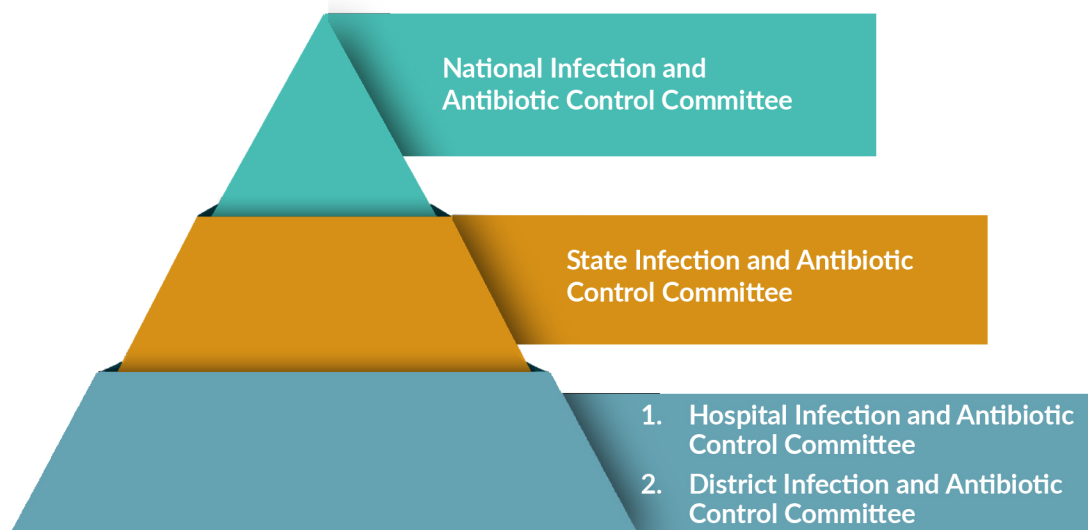 National Infection and
Antibiotic Control Committee
State Infection and Antibiotic
Control Committee
1. Hospital Infection and Antibiotic
Control Committee
2. District Infection and Antibiotic
Control Committee